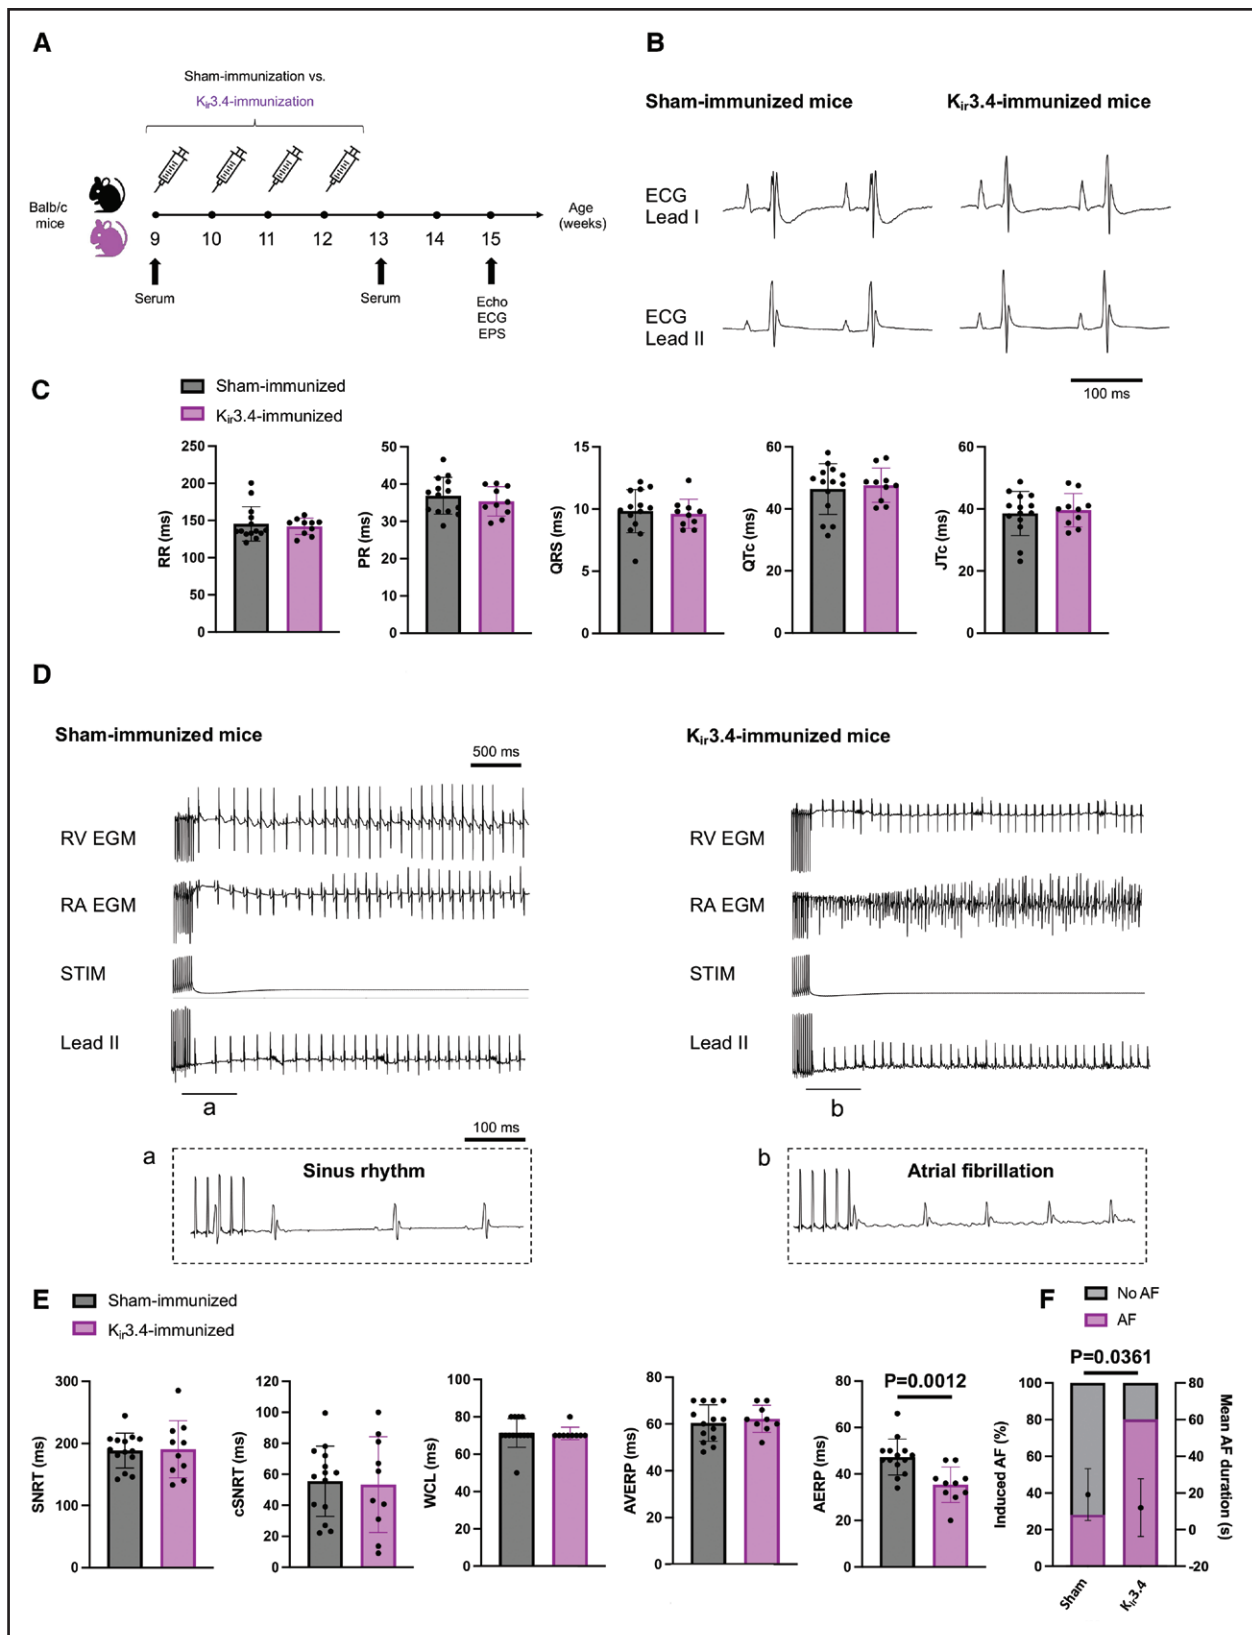 A
Sham-immunization vs.
Kir3.4-immunization
Balb/c
mice
9 10 11 12 13 14 15
Age
(weeks)
Serum
Serum
Echo
ECG
EPS
B
Sham-immunized mice
Kir3.4-immunized mice
ECG
Lead I
ECG
Lead II
100 ms
C
Sham-immunized
Kir3.4-immunized
RR (ms)
250
200
150
100
50
0
PR (ms)
50
40
30
20
10
0
QRS (ms)
15
10
5
0
QTc (ms)
60
40
20
0
JTc (ms)
60
40
20
0
D
Sham-immunized mice
500 ms
RV EGM
RA EGM
STIM
Lead II
a
a
100 ms
Sinus rhythm
Kir3.4-immunized mice
RV EGM
RA EGM
STIM
Lead II
b
b
Atrial fibrillation
E
Sham-immunized
Kir3.4-immunized
SNRT (ms)
300
200
100
0
cSNRT (ms)
120
100
80
60
40
20
0
WCL (ms)
80
60
40
20
0
AVERP (ms)
80
60
40
20
0
AERP (ms)
80
60
40
20
0
P=0.0012
F
No AF
AF
P=0.0361
Induced AF (%)
100
80
60
40
20
0
Mean AF
duration (s)
80
60
40
20
0
-20
Sham
Kir3.4